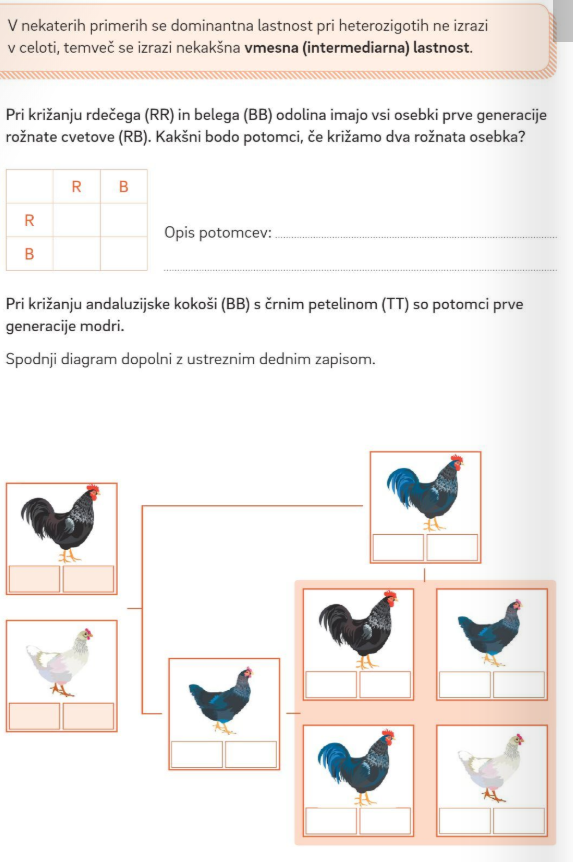 V nekaterih primerih se dominantna lastnost pri heterozigotih ne izrazi
v celoti, temveč se izrazi nekakšna vmesna (intermediarna) lastnost.
Pri križanju rdečega (RR) in belega (BB) odolina imajo vsi osebki prve generacije
rožnate cvetove (RB). Kakšni bodo potomci, če križamo dva rožnata osebka?
R B
R
B
Opis potomcev:
Pri križanju andaluzijske kokoši (BB) s črnim petelinom (TT) so potomci prve
generacije modri.
Spodnji diagram dopolni z ustreznim dednim zapisom.